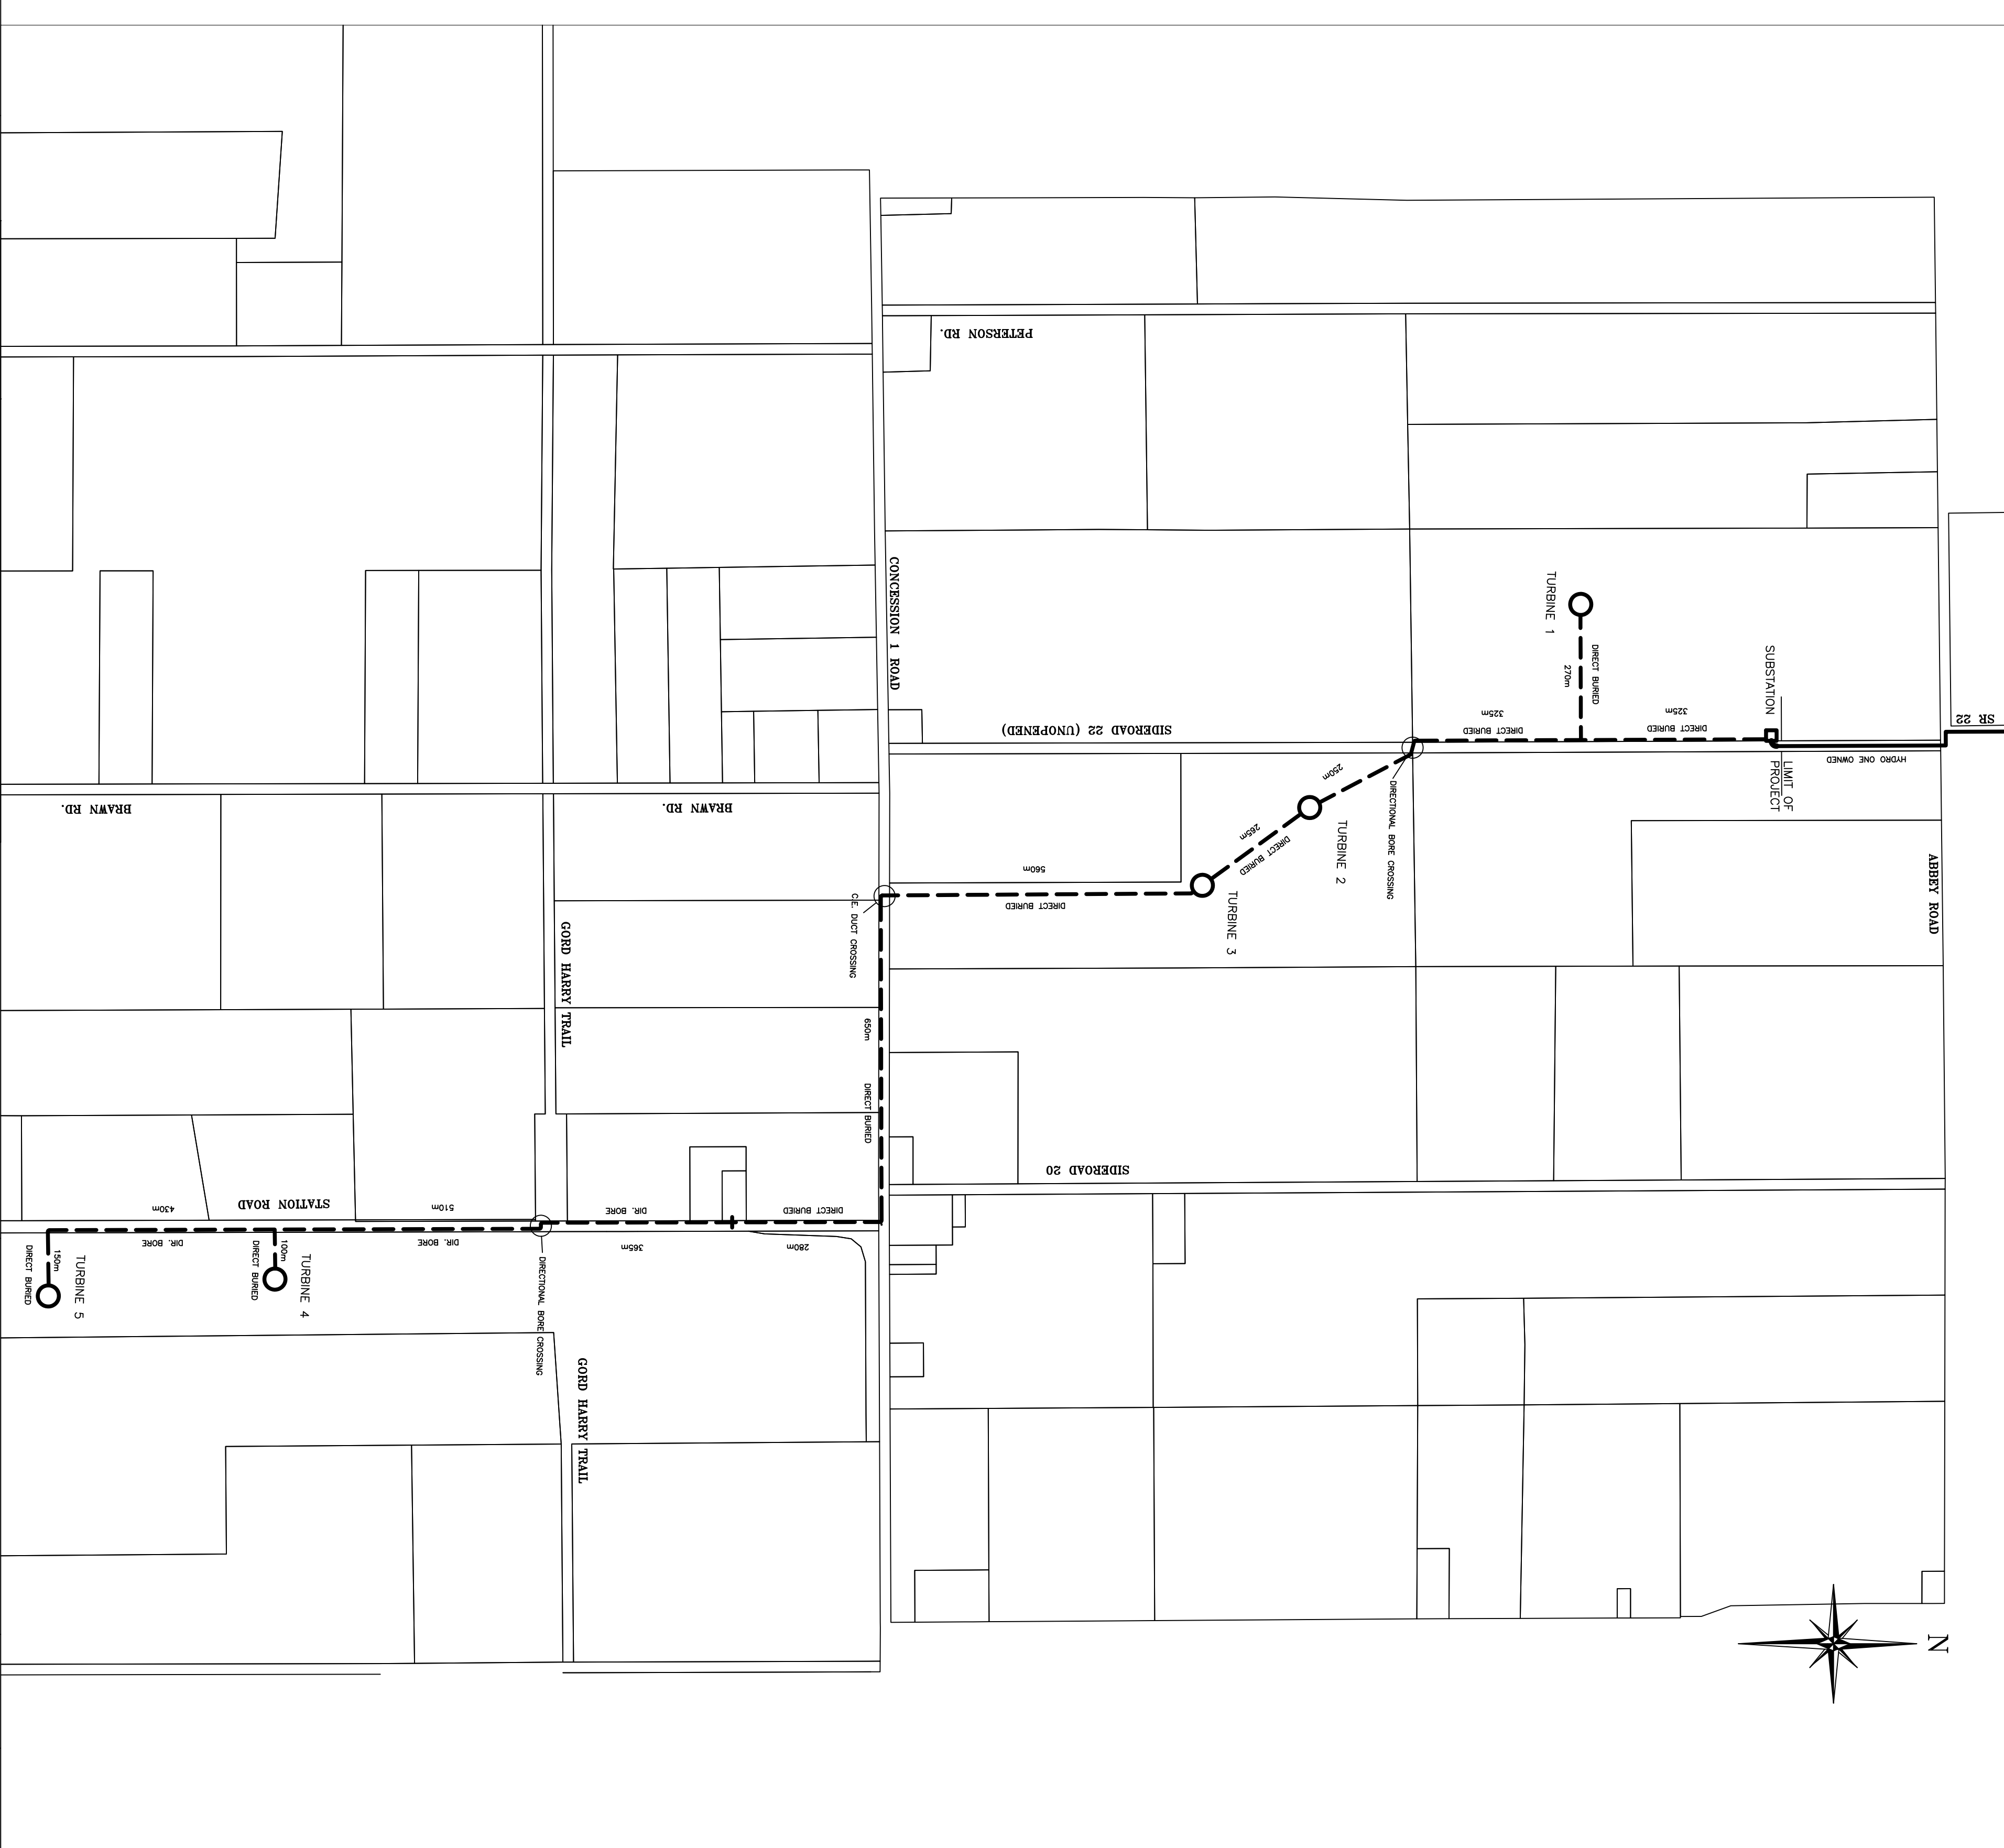 PETERSON RD.
CONCESSION 1 ROAD
TURBINE 1
DIRECT BURIED
270m
SUBSTATION
325m
DIRECT BURIED
325m
DIRECT BURIED
SR 22
SIDEROAD 22 (UNOPENED)
HYDRO ONE OWNED
LIMIT OF
PROJECT
250m
DIRECTIONAL BORE CROSSING
BRAWN RD.
BRAWN RD.
265m
DIRECT BURIED
TURBINE 2
560m
DIRECT BURIED
TURBINE 3
ABBEY ROAD
C.E. DUCT CROSSING
GORD HARRY TRAIL
650m
DIRECT BURIED
SIDEROAD 20
STATION ROAD
430m
DIR. BORE
510m
DIR. BORE
DIR. BORE
365m
DIRECT BURIED
280m
DIRECT BURIED
150m
TURBINE 5
DIRECT BURIED
100m
TURBINE 4
DIRECTIONAL BORE CROSSING
GORD HARRY TRAIL
N